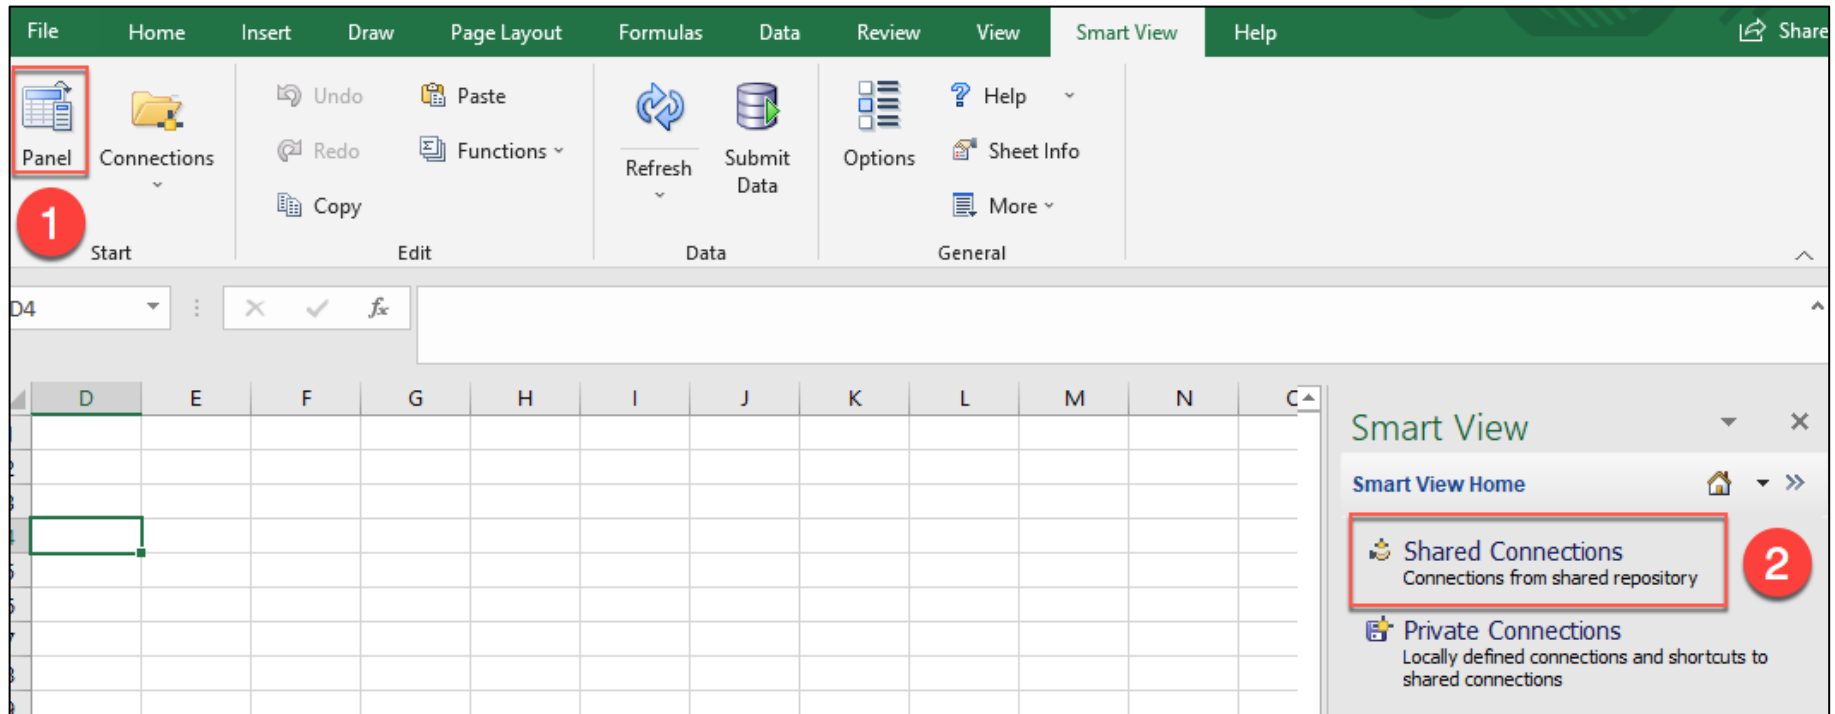 File Home Insert Draw Page Layout Formulas Data Review View Smart View Help Share
Panel
Connections
Start
Undo
Redo
Copy
Paste
Functions
Edit
Refresh
Submit
Data
Data
Options
Help
Sheet Info
More
General
1
D4
fx
D E F G H I J K L M N
Smart View
Smart View Home
Shared Connections
Connections from shared repository
2
Private Connections
Locally defined connections and shortcuts to
shared connections